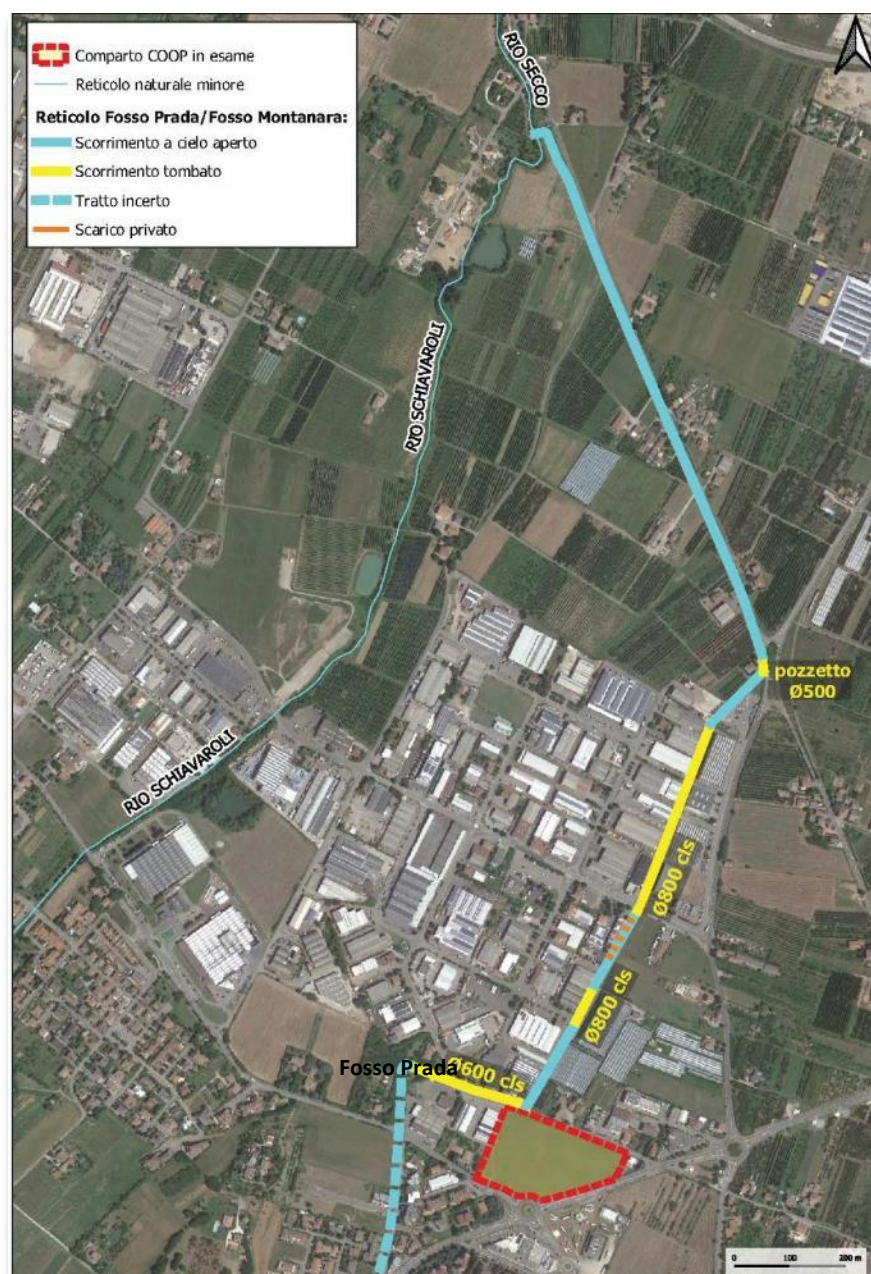 Comparto COOP in esame
Reticolo naturale minore
Reticolo Fosso Prada/Fosso Montanara:
Scorrimento a cielo aperto
Scorrimento tombato
Tratto incerto
Scarico privato
RIO SECCO
RIO SCHIAVAROLI
pozzetto
Ø500
RIO SCHIAVAROLI
Ø800 cls
Ø800 cls
Fosso Prada
Ø600 cls
0 100 200 m